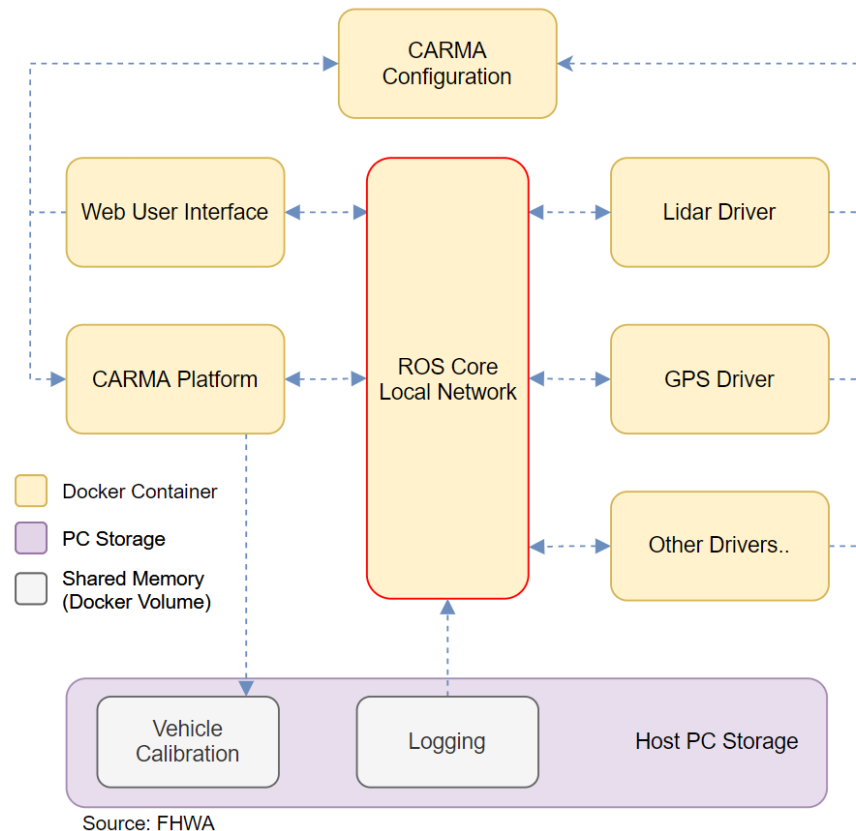 CARMA
Configuration
Web User Interface
Lidar Driver
ROS Core
Local Network
CARMA Platform
GPS Driver
Docker Container
PC Storage
Shared Memory
(Docker Volume)
Other Drivers..
Vehicle
Calibration
Logging
Host PC Storage
Source: FHWA